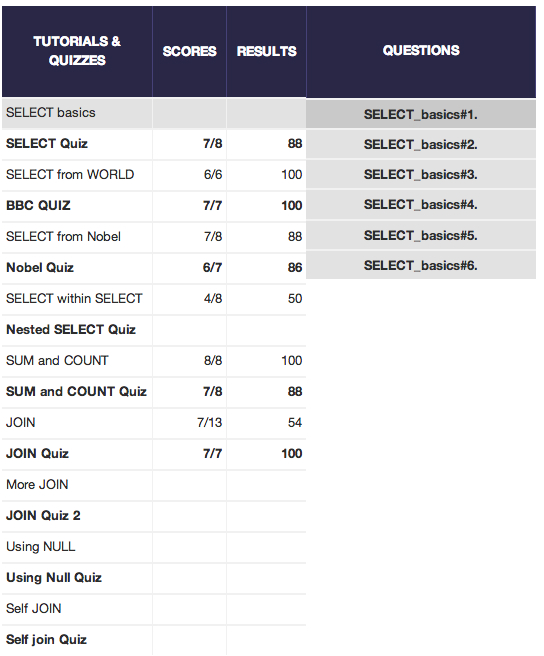 TUTORIALS & QUIZZES SCORES RESULTS QUESTIONS
SELECT basics SELECT_basics#1.
SELECT Quiz 7/8 88 SELECT_basics#2.
SELECT from WORLD 6/6 100 SELECT_basics#3.
BBC QUIZ 7/7 100 SELECT_basics#4.
SELECT from Nobel 7/8 88 SELECT_basics#5.
Nobel Quiz 6/7 86 SELECT_basics#6.
SELECT within SELECT 4/8 50
Nested SELECT Quiz
SUM and COUNT 8/8 100
SUM and COUNT Quiz 7/8 88
JOIN 7/13 54
JOIN Quiz 7/7 100
More JOIN
JOIN Quiz 2
Using NULL
Using Null Quiz
Self JOIN
Self join Quiz